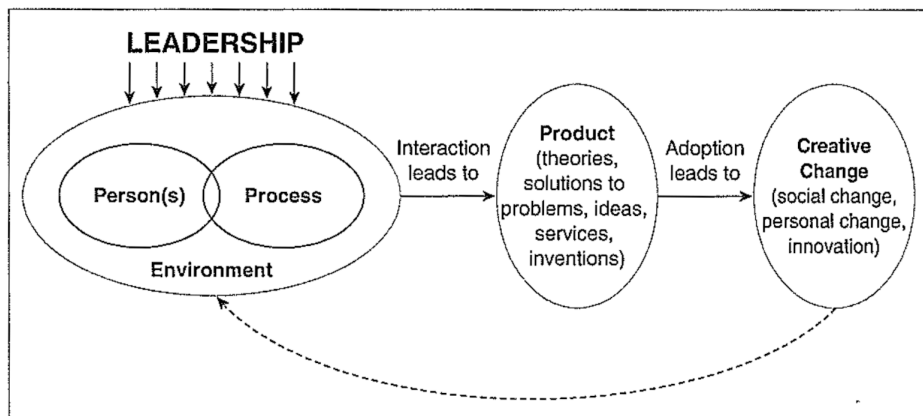 LEADERSHIP
Person(s)
Process
Environment
Interaction
leads to
Product
(theories,
solutions to
problems, ideas,
services,
inventions)
Adoption
leads to
Creative
Change
(social change,
personal change,
innovation)